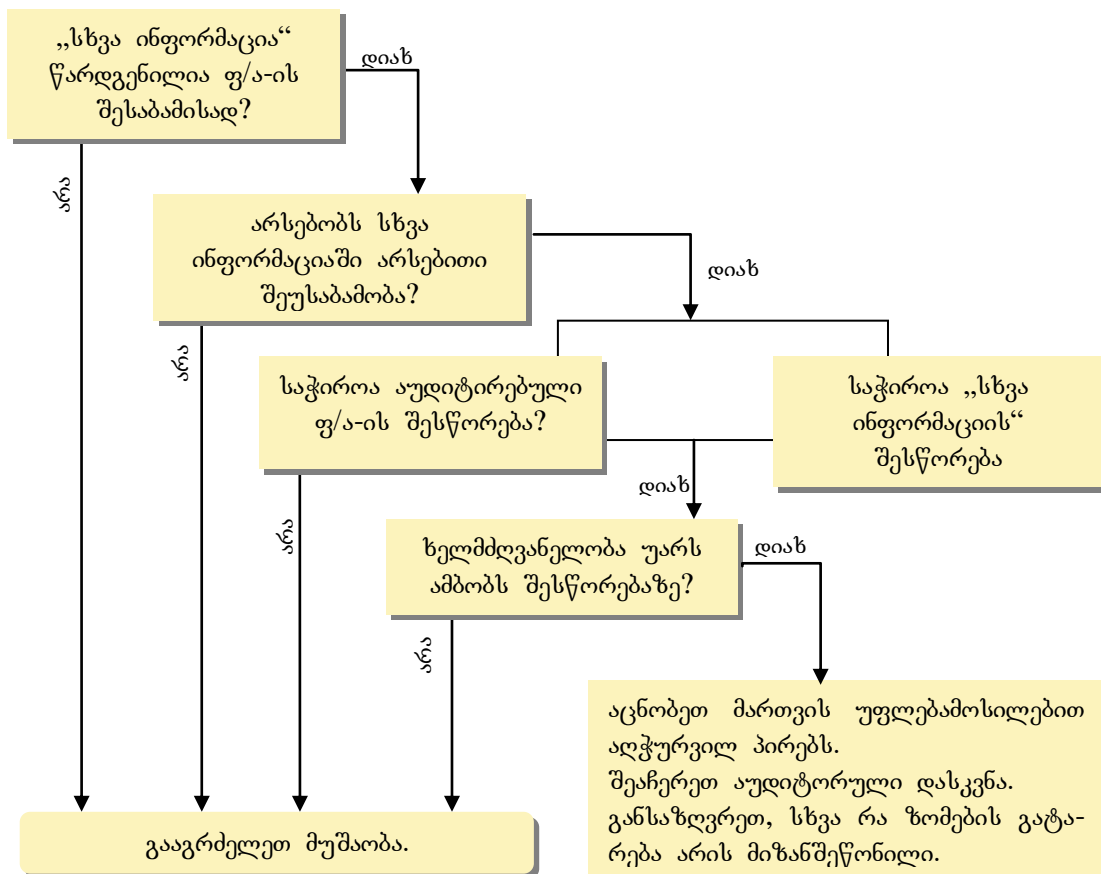 „სხვა ინფორმაცია“
წარდგენილია ფ/ა-ის
შესაბამისად?
დიახ
არა
არსებობს სხვა
ინფორმაციაში არსებითი
შეუსაბამობა?
დიახ
არა
საჭიროა აუდიტირებული
ფ/ა-ის შესწორება?
საჭიროა „სხვა
ინფორმაციის“
შესწორება
დიახ
არა
ხელმძღვანელობა უარს
ამბობს შესწორებაზე?
დიახ
არა
აცნობეთ მართვის უფლებამოსილებით
აღჭურვილ პირებს.
შეაჩერეთ აუდიტორული დასკვნა.
განსაზღვრეთ, სხვა რა ზომების გატა-
რება არის მიზანშეწონილი.
გააგრძელეთ მუშაობა.